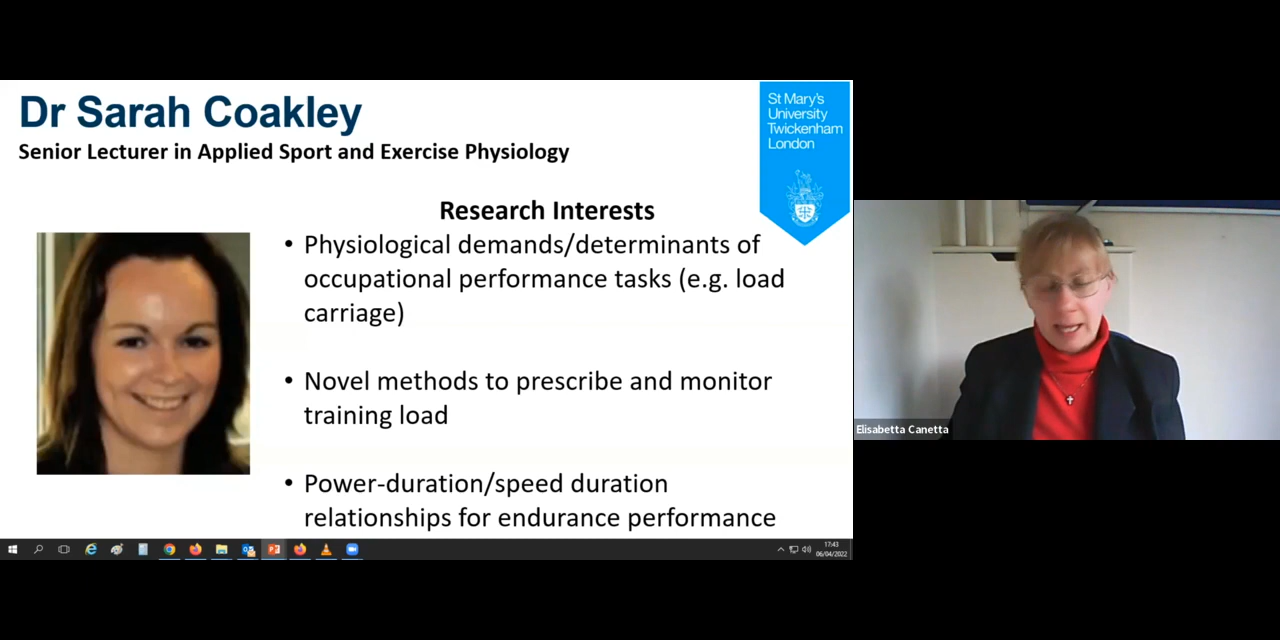 Dr Sarah Coakley
Senior Lecturer in Applied Sport and Exercise Physiology
St Mary's
University
Twickenham
London
Research Interests
• Physiological demands/determinants of
occupational performance tasks (e.g. load
carriage)
• Novel methods to prescribe and monitor
training load
• Power-duration/speed duration
relationships for endurance performance
Elisabetta Canetta
17:43
06/04/2022